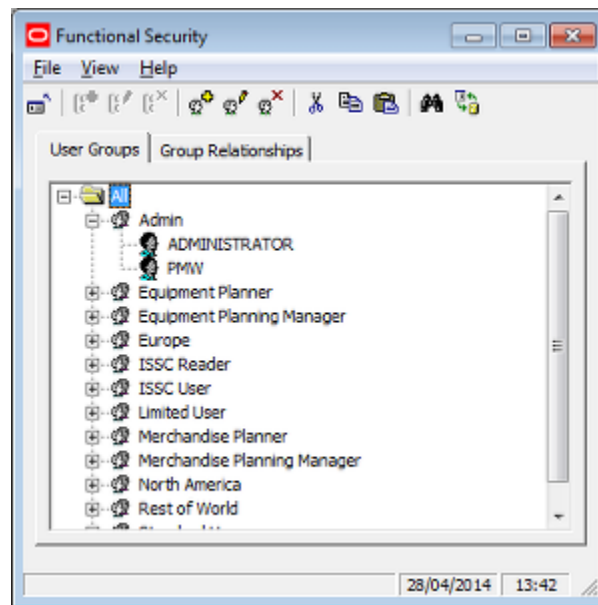 Functional Security
File View Help
User Groups Group Relationships
All
Admin
ADMINISTRATOR
PMW
Equipment Planner
Equipment Planning Manager
Europe
ISSC Reader
ISSC User
Limited User
Merchandise Planner
Merchandise Planning Manager
North America
Rest of World
28/04/2014 13:42